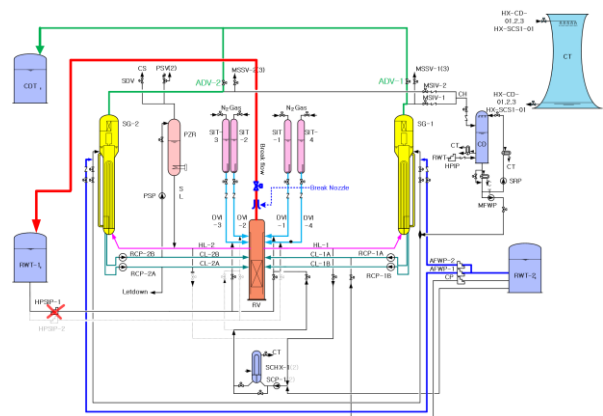 HX-CD-
01,2,3
HX-SCS1-01
CT
CS
PSV(2)
SDV
ADV-2
MSSV-2(3)
MSSV-1(3)
ADV-1
MSIV-2
MSIV-1
CH
HX-CD-
01,2,3
HX-SCS1-01
CDT
SG-2
PZR
N2 Gas
N2 Gas
SIT-
3
SIT
-2
SIT
-1
SIT-
4
SG-1
CD
CT
RWT
HPIP
CT
SRP
MFWP
Break flow
Break Nozzle
PSP
SL
DVI
-3
DVI
-2
DVI
-1
DVI
-4
HL-2
HL-1
RCP-2B
CL-2B
CL-1A
RCP-1A
RCP-2A
CL-2A
CL-1B
RCP-1B
Letdown
RV
RWT-1
HPSIP-1
HPSIP-2
AFWP-2
AFWP-1
CP
RWT-2
CT
SCHX-1(2)
SCP-1(2)